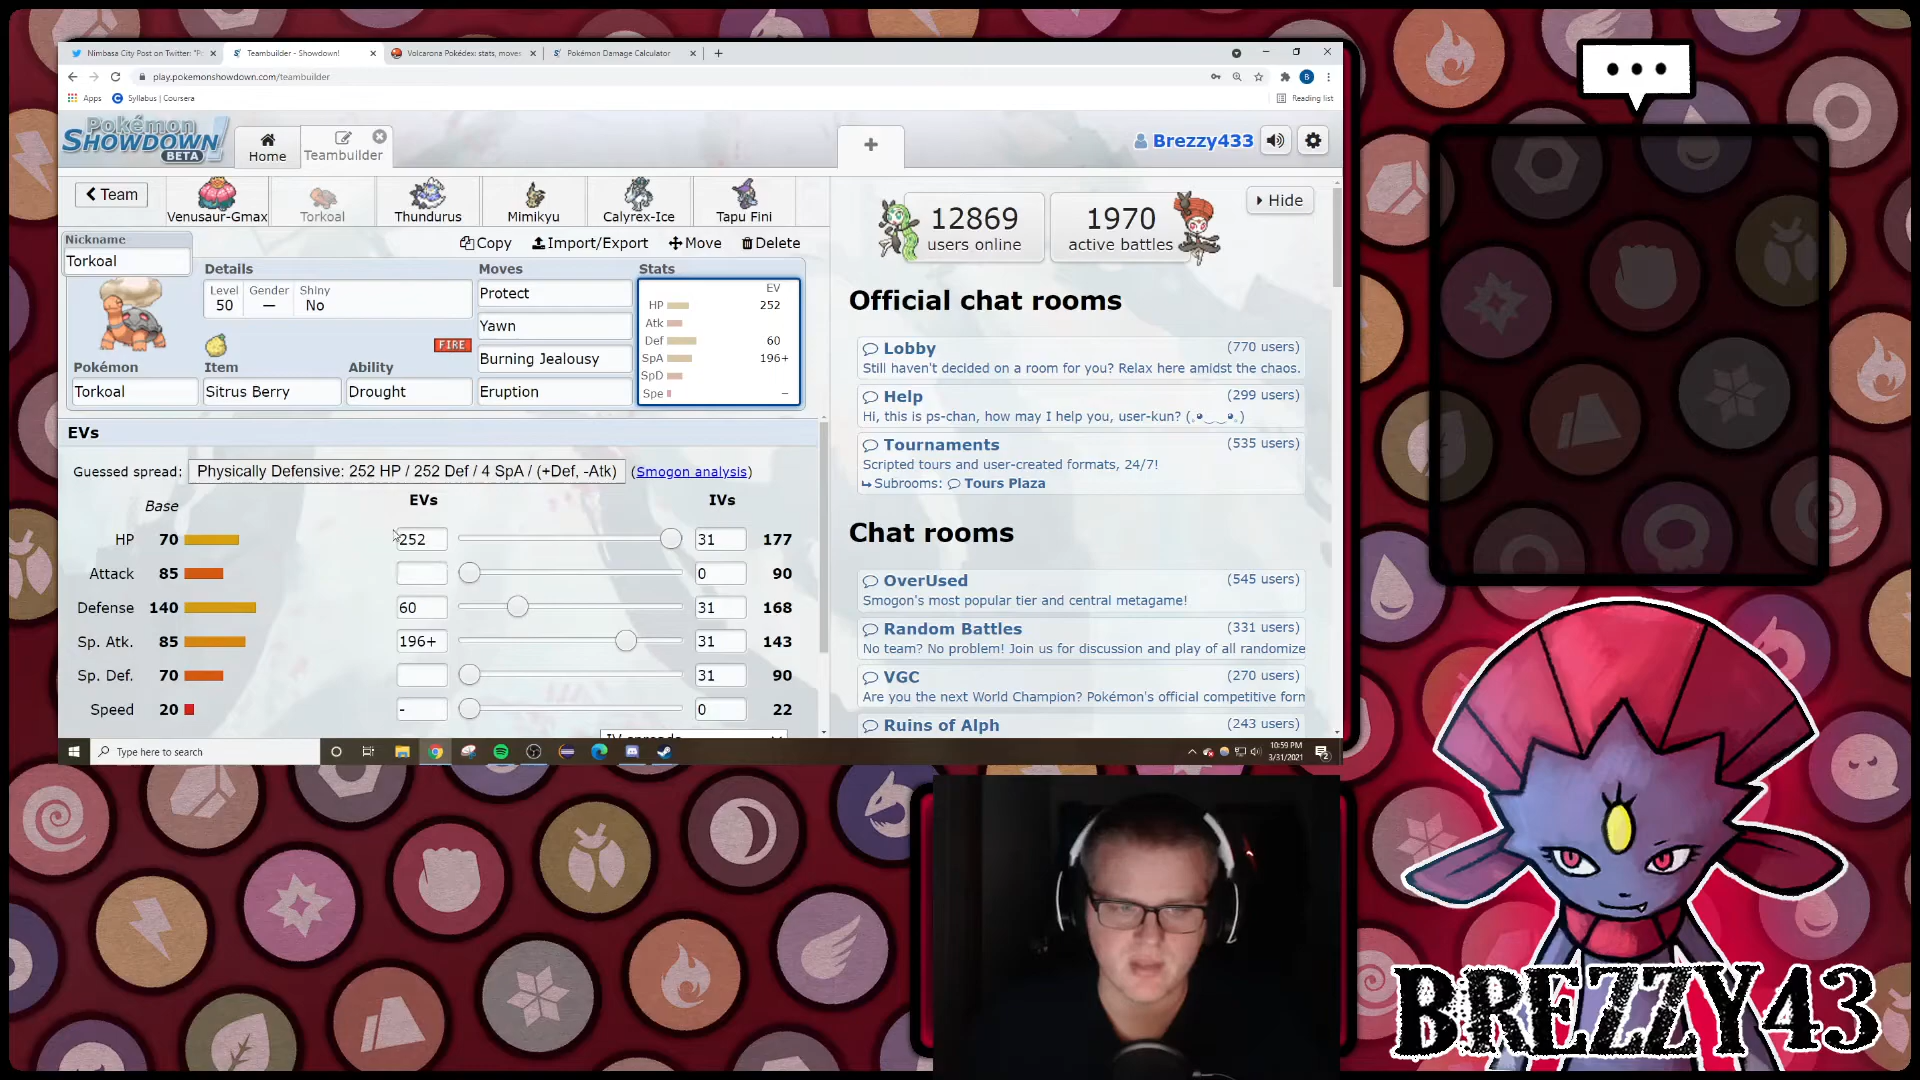 Nimbasa City Post on Twitter: "P
Teambuilder - Showdown!
Volcarona Pokédex: stats, moves
Pokémon Damage Calculator
play.pokemonshowdown.com/teambuilder
B
Apps
Syllabus | Coursera
Reading list
Pokémon
SHOWDOWN!
BETA
Home
Teambuilder
Brezzy433
Team
Venusaur-Gmax
Torkoal
Thundurus
Mimikyu
Calyrex-Ice
Tapu Fini
12869
users online
1970
active battles
Hide
Nickname
Torkoal
Copy
Import/Export
Move
Delete
Details
Level
50
Gender
—
Shiny
No
Moves
Protect
Yawn
Burning Jealousy
Eruption
Stats
EV
HP 252
Atk
Def 60
SpA 196+
SpD
Spe –
FIRE
Pokémon
Torkoal
Item
Sitrus Berry
Ability
Drought
EVs
Guessed spread: Physically Defensive: 252 HP / 252 Def / 4 SpA / (+Def, -Atk) (Smogon analysis)
Base EVs IVs
HP 70 252 31 177
Attack 85 0 90
Defense 140 60 31 168
Sp. Atk. 85 196+ 31 143
Sp. Def. 70 31 90
Speed 20 - 0 22
IV spreads
Official chat rooms
Lobby (770 users)
Still haven't decided on a room for you? Relax here amidst the chaos.
Help (299 users)
Hi, this is ps-chan, how may I help you, user-kun? (｡•‿‿•｡)
Tournaments (535 users)
Scripted tours and user-created formats, 24/7!
Subrooms: Tours Plaza
Chat rooms
OverUsed (545 users)
Smogon's most popular tier and central metagame!
Random Battles (331 users)
No team? No problem! Join us for discussion and play of all randomize
VGC (270 users)
Are you the next World Champion? Pokémon's official competitive forn
Ruins of Alph (243 users)
Type here to search
10:59 PM
3/31/2021
2
BREZZY43